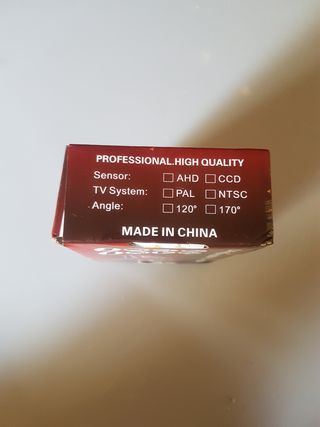 PROFESSIONAL.HIGH QUALITY
Sensor: ☐ AHD ☐ CCD
TV System: ☐ PAL ☐ NTSC
Angle: ☐ 120° ☐ 170°
MADE IN CHINA